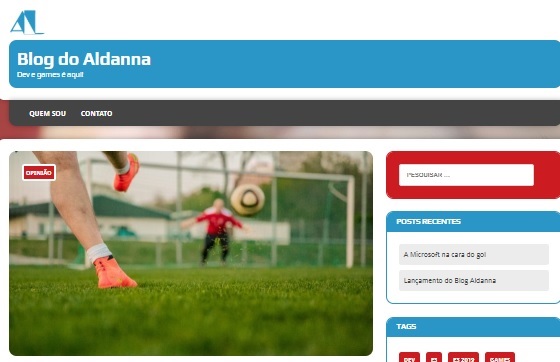 AL
Blog do Aldanna
Dev e games é aqui!
QUEM SOU CONTATO
OPINIÃO
PESQUISAR ...
POSTS RECENTES
A Microsoft na cara do gol
Lançamento do Blog Aldanna
TAGS
DEV E3 E3 2019 GAMES